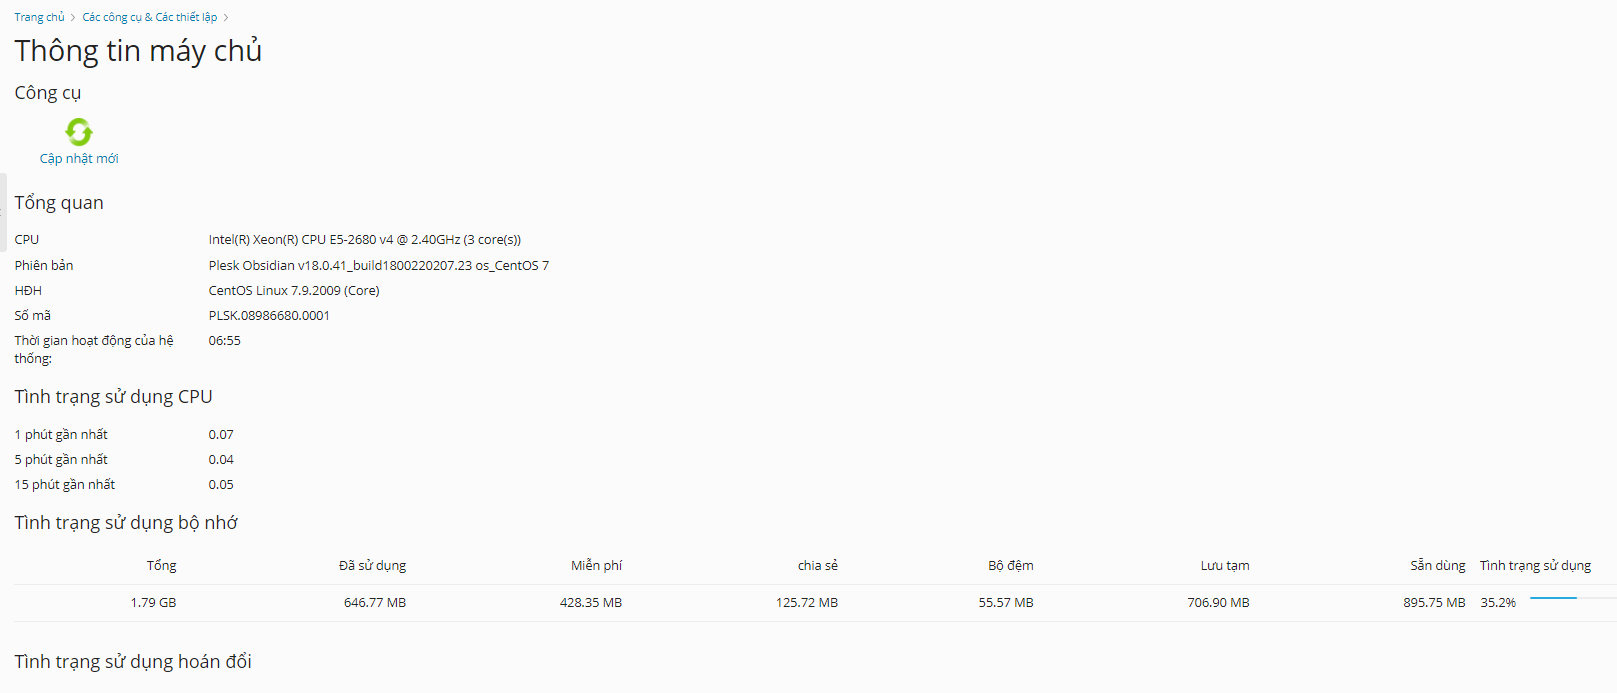 Trang chủ > Các công cụ & Các thiết lập >
Thông tin máy chủ
Công cụ
Cập nhật mới
Tổng quan
CPU Intel(R) Xeon(R) CPU E5-2680 v4 @ 2.40GHz (3 core(s))
Phiên bản Plesk Obsidian v18.0.41_build1800220207.23 os_CentOS 7
HĐH CentOS Linux 7.9.2009 (Core)
Số mã PLSK.08986680.0001
Thời gian hoạt động của hệ 06:55
thống:
Tình trạng sử dụng CPU
1 phút gần nhất 0.07
5 phút gần nhất 0.04
15 phút gần nhất 0.05
Tình trạng sử dụng bộ nhớ
Tổng Đã sử dụng Miễn phí chia sẻ Bộ đệm Lưu tạm Sẵn dùng Tình trạng sử dụng
1.79 GB 646.77 MB 428.35 MB 125.72 MB 55.57 MB 706.90 MB 895.75 MB 35.2%
Tình trạng sử dụng hoán đổi